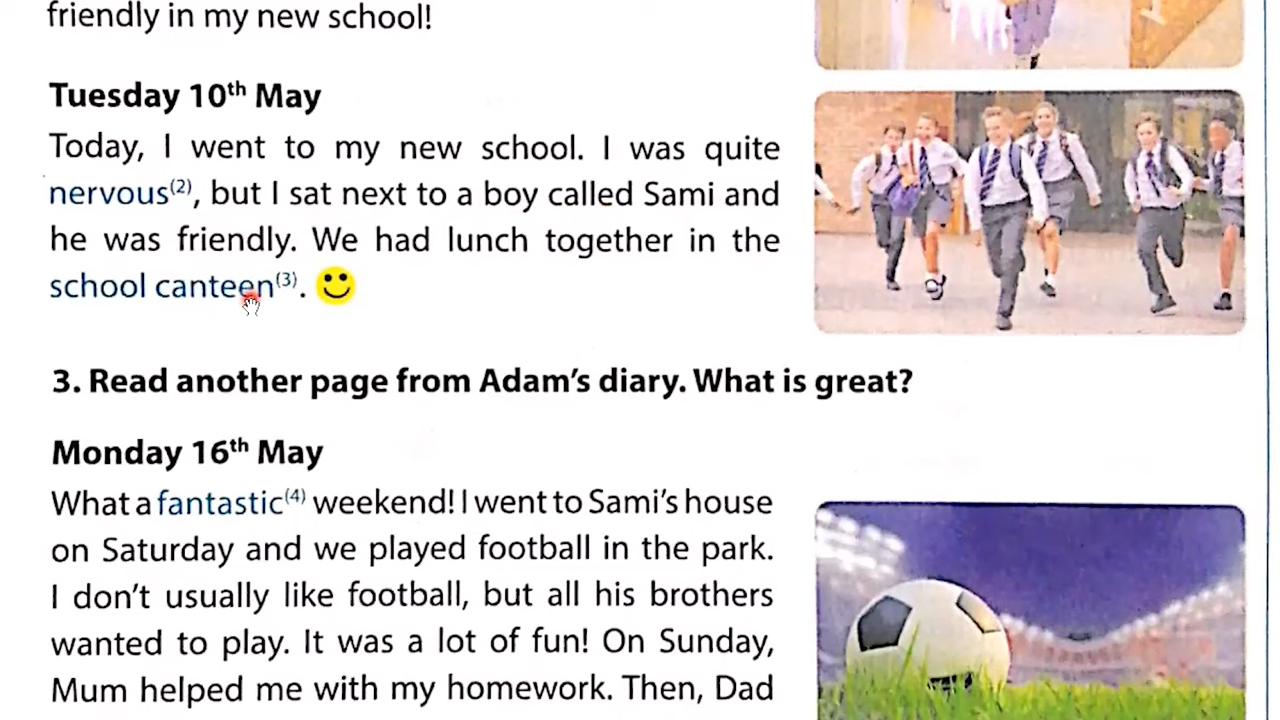 friendly in my new school!
Tuesday 10th May
Today, I went to my new school. I was quite
nervous(2), but I sat next to a boy called Sami and
he was friendly. We had lunch together in the
school canteen(3).
3. Read another page from Adam's diary. What is great?
Monday 16th May
What a fantastic(4) weekend! I went to Sami's house
on Saturday and we played football in the park.
I don't usually like football, but all his brothers
wanted to play. It was a lot of fun! On Sunday,
Mum helped me with my homework. Then, Dad